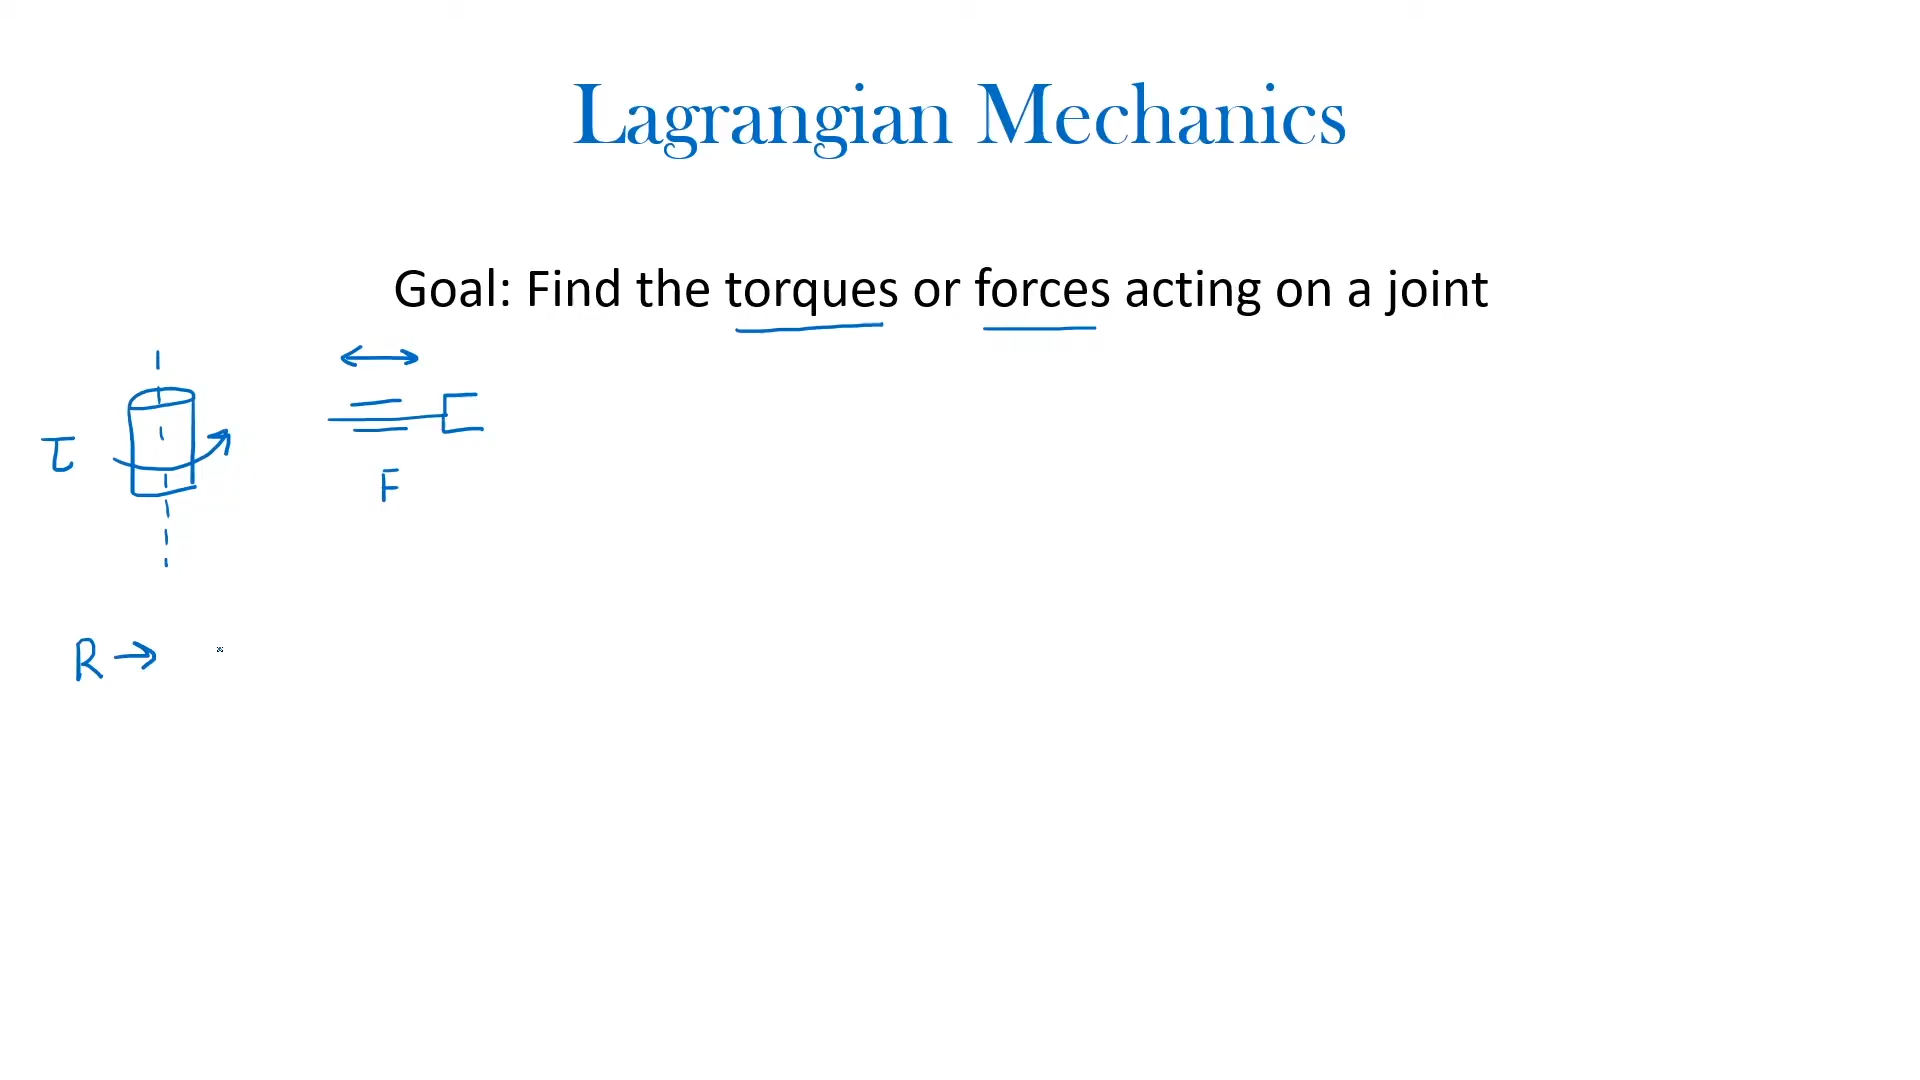 Lagrangian Mechanics
Goal: Find the torques or forces acting on a joint
τ
F
R →